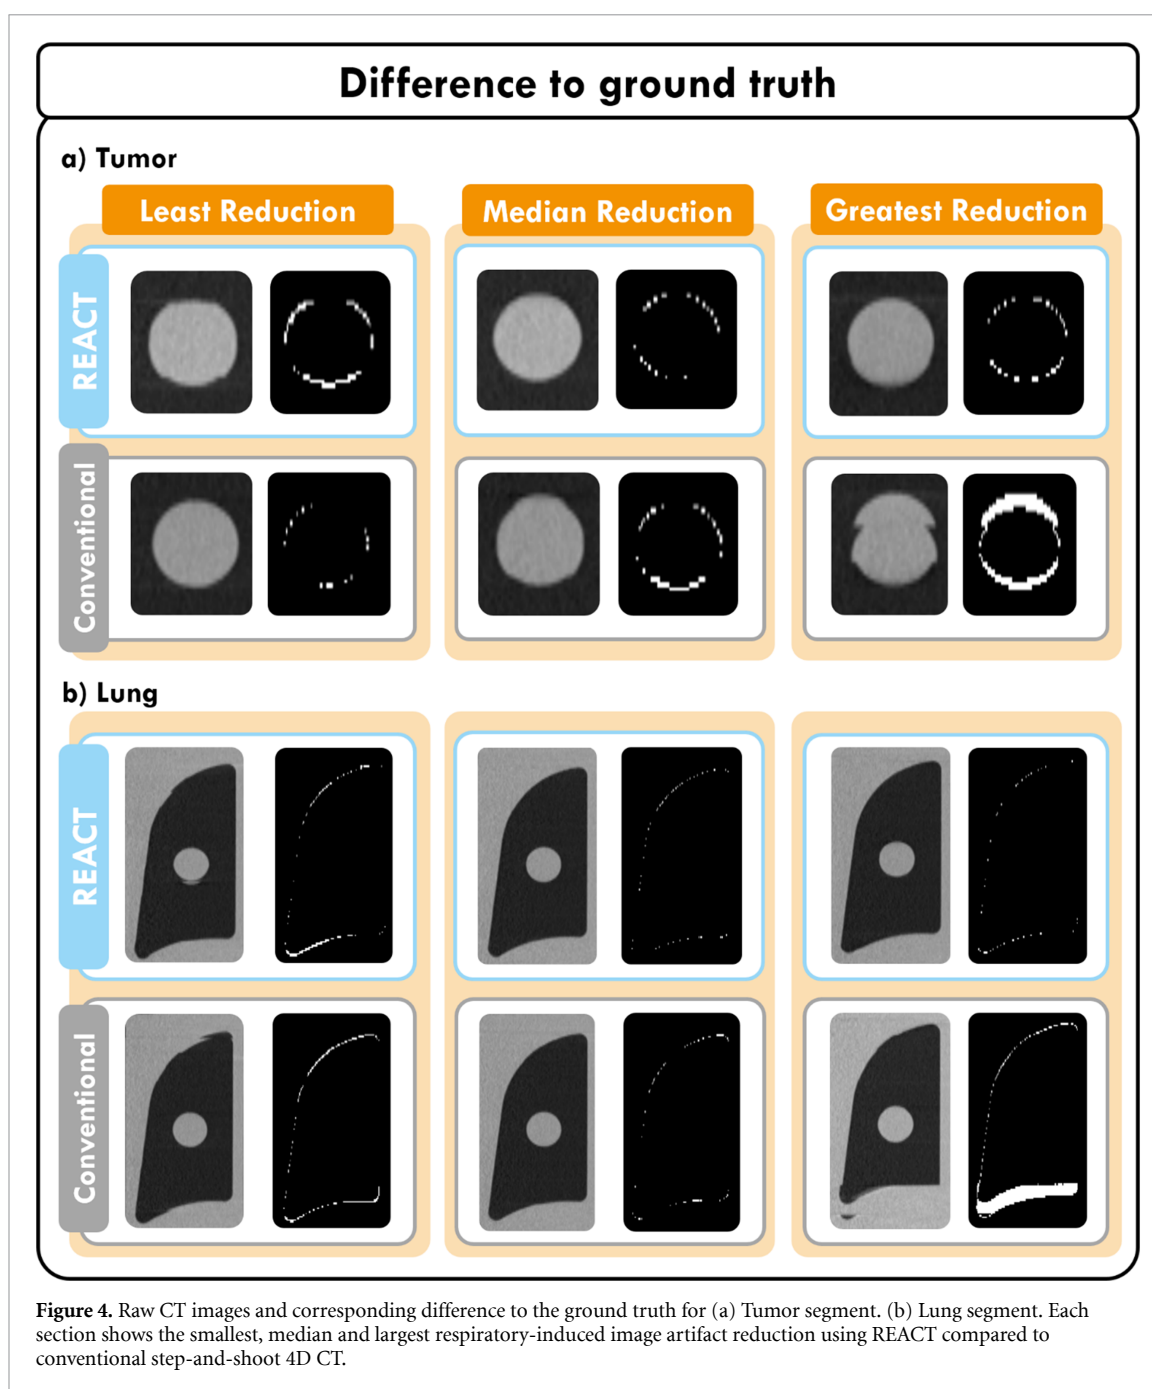 Difference to ground truth
a) Tumor
Least Reduction
Median Reduction
Greatest Reduction
REACT
Conventional
b) Lung
REACT
Conventional
Figure 4. Raw CT images and corresponding difference to the ground truth for (a) Tumor segment. (b) Lung segment. Each
section shows the smallest, median and largest respiratory-induced image artifact reduction using REACT compared to
conventional step-and-shoot 4D CT.